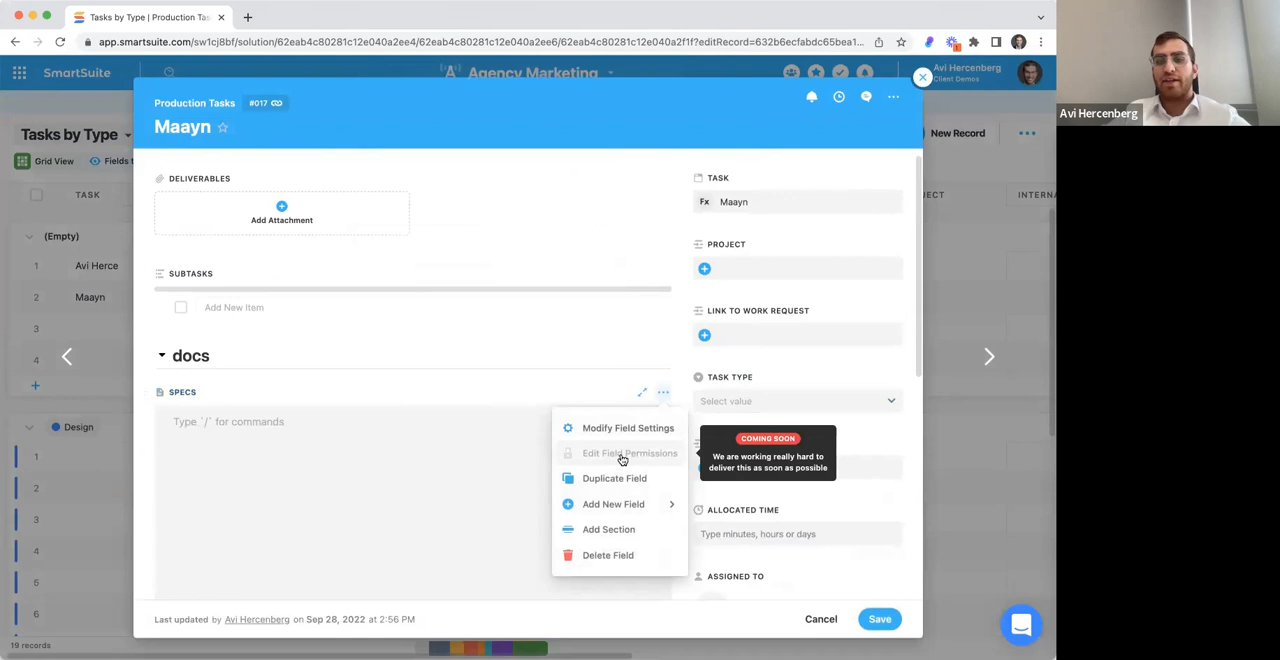 Tasks by Type | Production Tas
app.smartsuite.com/sw1cj8bf/solution/62eab4c80281c12e040a2ee4/62eab4c80281c12e040a2ee6/62eab4c80281c12e040a2f1f?editRecord=632b6ecfabdc65bea1...
SmartSuite
Agency Marketing
Avi Hercenberg
Client Demos
Avi Hercenberg
Production Tasks
#017
Maayn
Tasks by Type
New Record
Grid View
Fields
TASK
INTERNA
(Empty)
1 Avi Herce
2 Maayn
3
4
Design
1
2
3
4
5
6
19 records
DELIVERABLES
Add Attachment
SUBTASKS
Add New Item
docs
SPECS
Type `/` for commands
Modify Field Settings
Edit Field Permissions
Duplicate Field
Add New Field
Add Section
Delete Field
TASK
Fx Maayn
PROJECT
LINK TO WORK REQUEST
TASK TYPE
Select value
COMING SOON
We are working really hard to
deliver this as soon as possible
ALLOCATED TIME
Type minutes, hours or days
ASSIGNED TO
Last updated by Avi Hercenberg on Sep 28, 2022 at 2:56 PM
Cancel
Save